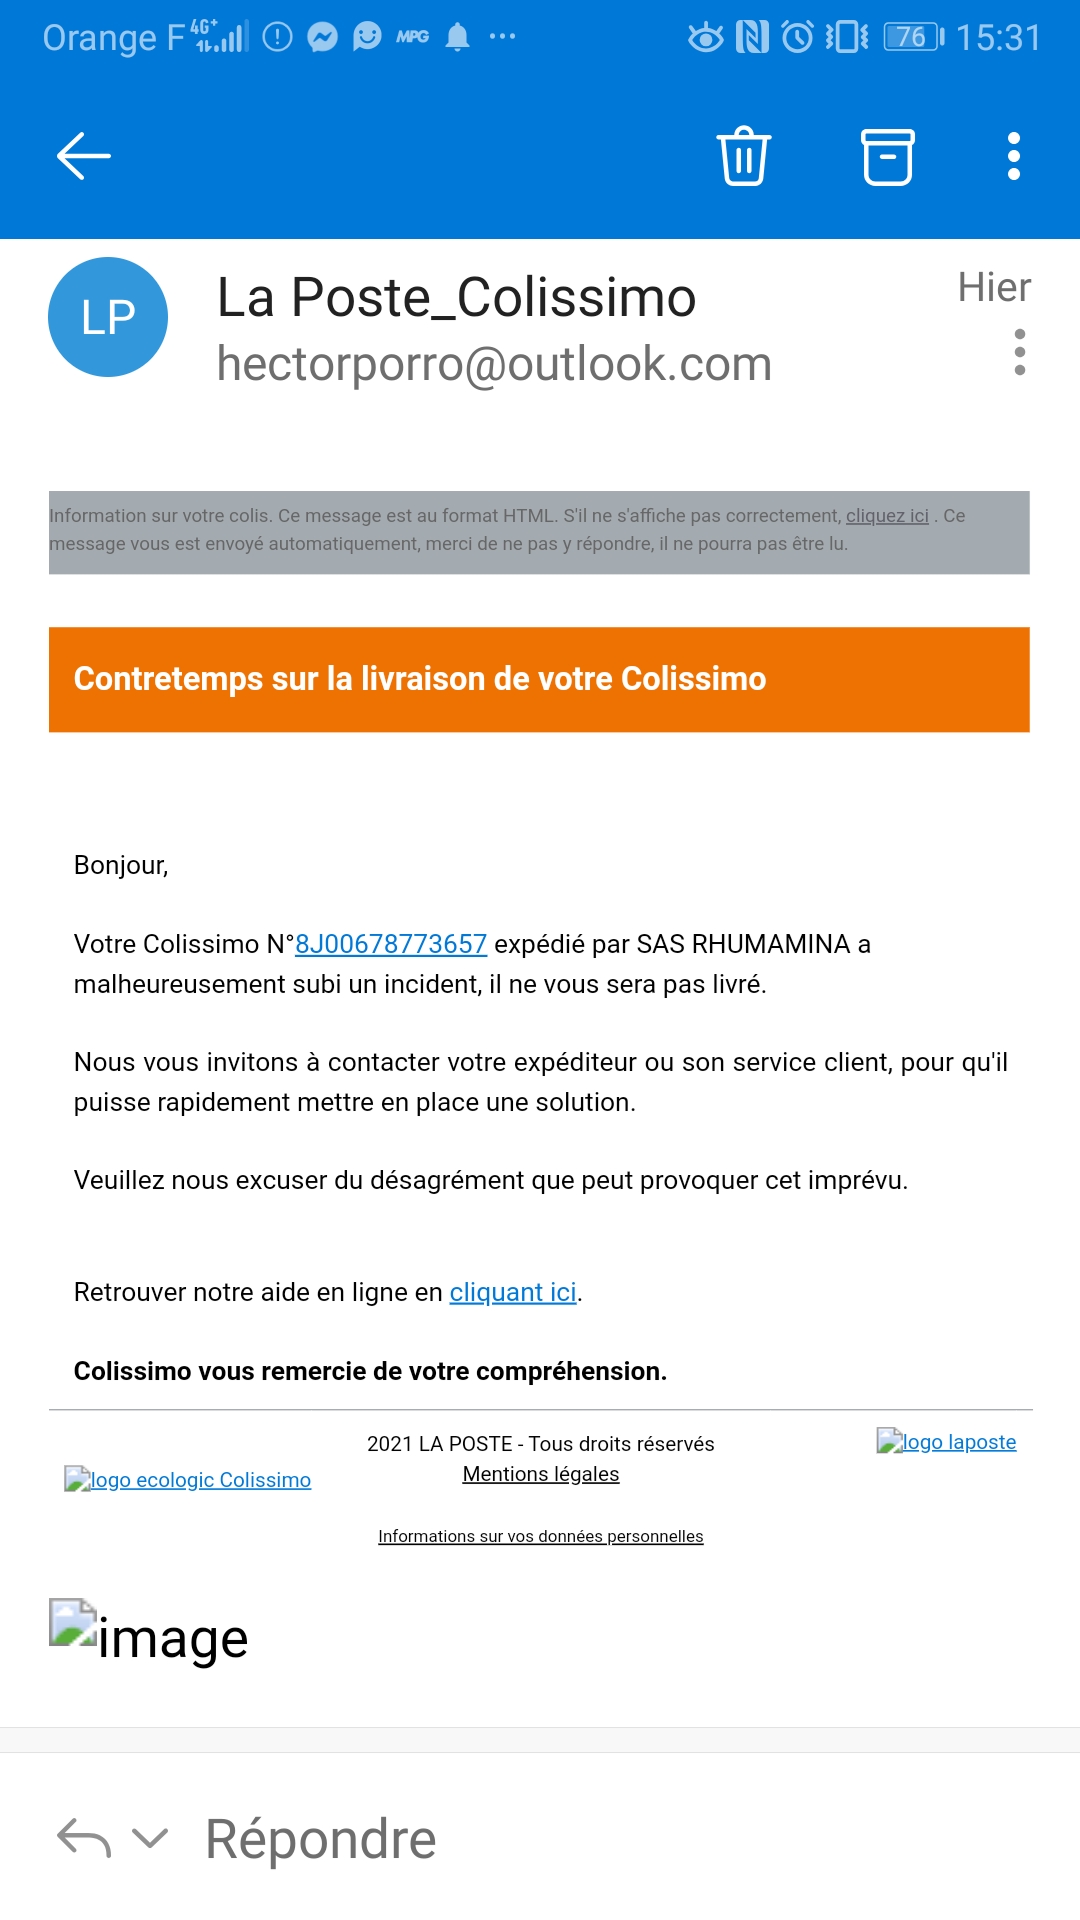 Orange F 4G+ MPG ... 76 15:31
LP
La Poste_Colissimo
Hier
hectorporro@outlook.com
Information sur votre colis. Ce message est au format HTML. S'il ne s'affiche pas correctement, cliquez ici . Ce
message vous est envoyé automatiquement, merci de ne pas y répondre, il ne pourra pas être lu.
Contretemps sur la livraison de votre Colissimo
Bonjour,
Votre Colissimo N°8J00678773657 expédié par SAS RHUMAMINA a
malheureusement subi un incident, il ne vous sera pas livré.
Nous vous invitons à contacter votre expéditeur ou son service client, pour qu'il
puisse rapidement mettre en place une solution.
Veuillez nous excuser du désagrément que peut provoquer cet imprévu.
Retrouver notre aide en ligne en cliquant ici.
Colissimo vous remercie de votre compréhension.
logo ecologic Colissimo
2021 LA POSTE - Tous droits réservés
Mentions légales
Informations sur vos données personnelles
logo laposte
image
Répondre